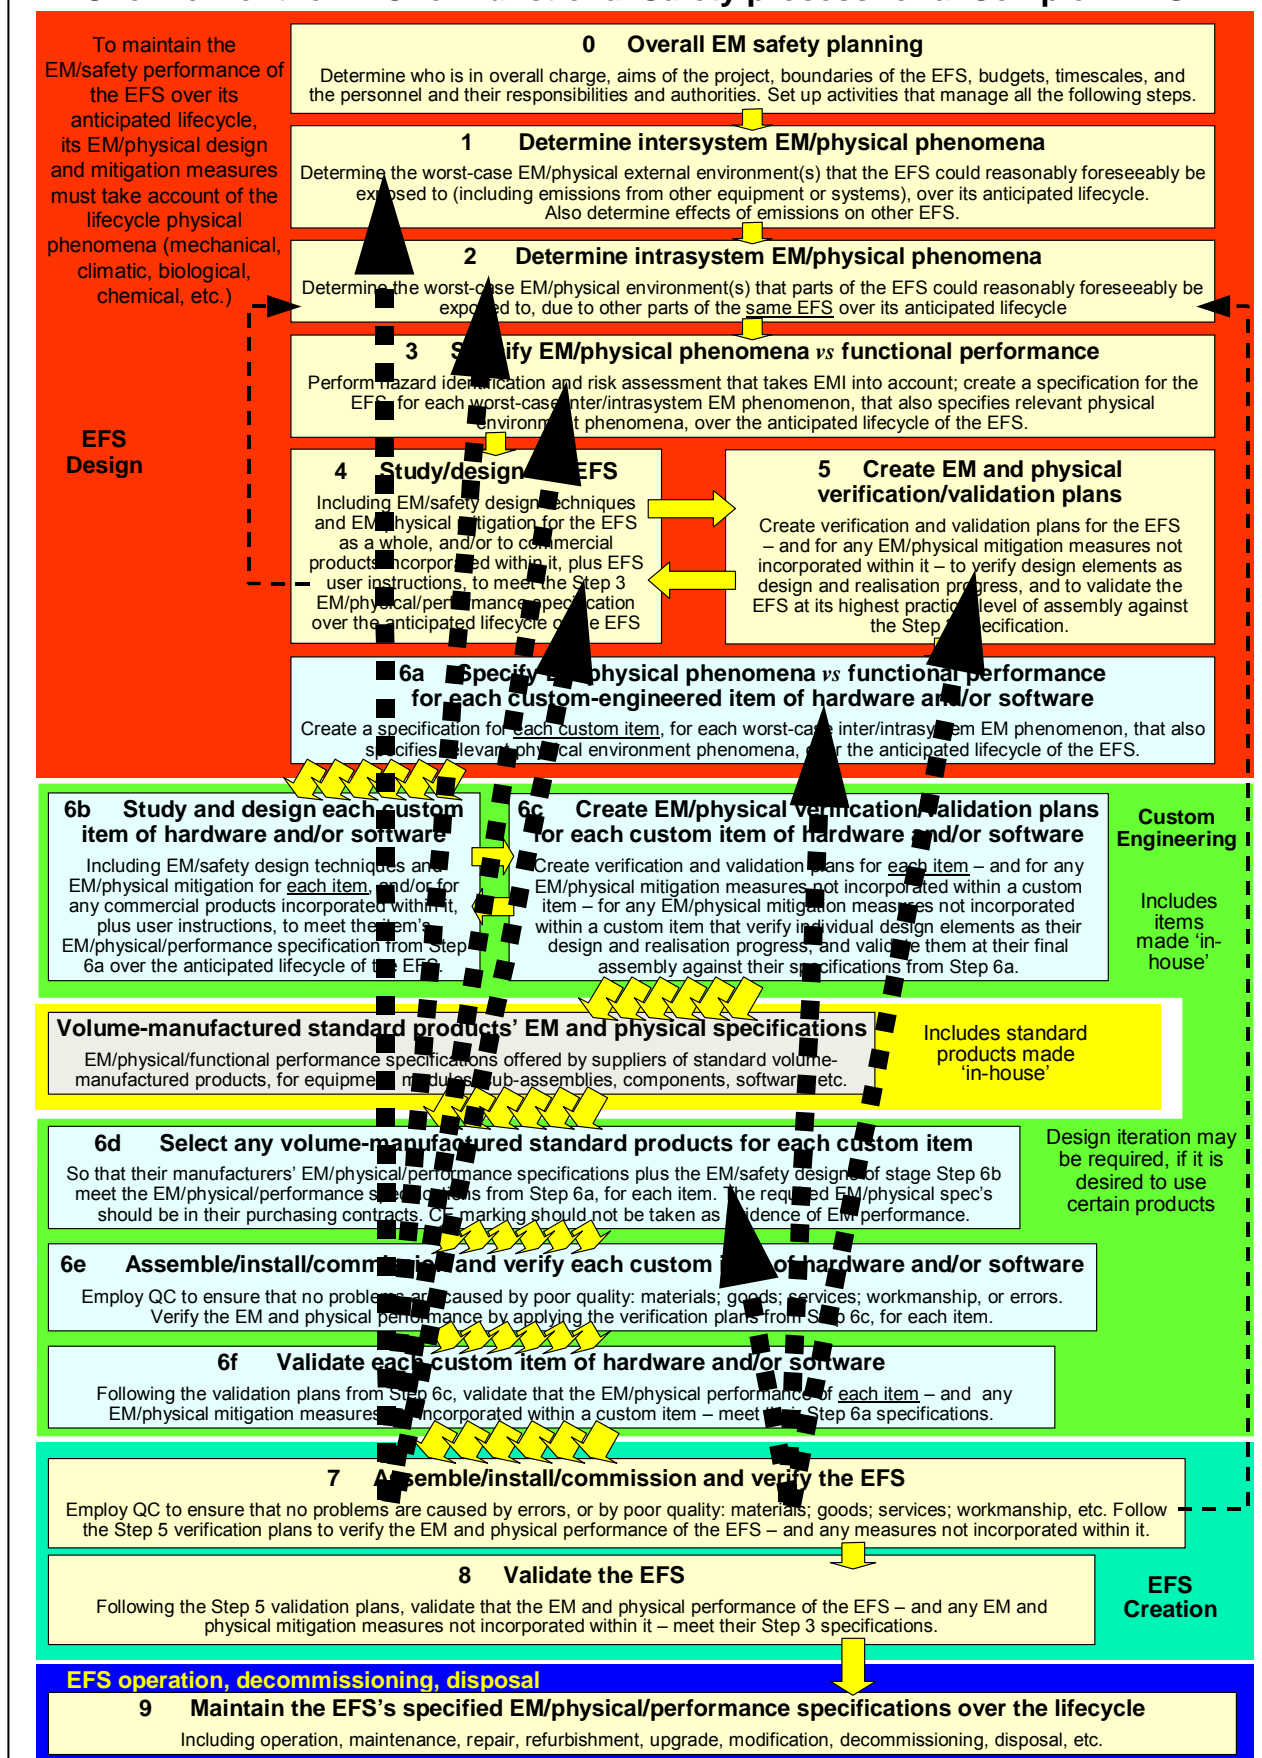 To maintain the
EM/safety performance of
the EFS over its
anticipated lifecycle,
its EM/physical design
and mitigation measures
must take account of the
lifecycle physical
phenomena (mechanical,
climatic, biological,
chemical, etc.)
0 Overall EM safety planning
Determine who is in overall charge, aims of the project, boundaries of the EFS, budgets, timescales, and
the personnel and their responsibilities and authorities. Set up activities that manage all the following steps.
1 Determine intersystem EM/physical phenomena
Determine the worst-case EM/physical external environment(s) that the EFS could reasonably foreseeably be
exposed to (including emissions from other equipment or systems), over its anticipated lifecycle.
Also determine effects of emissions on other EFS.
2 Determine intrasystem EM/physical phenomena
Determine the worst-case EM/physical environment(s) that parts of the EFS could reasonably foreseeably be
exposed to, due to other parts of the same EFS over its anticipated lifecycle
3 Specify EM/physical phenomena vs functional performance
Perform hazard identification and risk assessment that takes EMI into account; create a specification for the
EFS, for each worst-case inter/intrasystem EM phenomenon, that also specifies relevant physical
environment phenomena, over the anticipated lifecycle of the EFS.
EFS
Design
4 Study/design EFS
Including EM/safety design techniques
and EM/physical mitigation for the EFS
as a whole, and/or to commercial
products incorporated within it, plus EFS
user instructions, to meet the Step 3
EM/physical/performance specification
over the anticipated lifecycle of the EFS
5 Create EM and physical
verification/validation plans
Create verification and validation plans for the EFS
– and for any EM/physical mitigation measures not
incorporated within it – to verify design elements as
design and realisation progress, and to validate the
EFS at its highest practical level of assembly against
the Step specification.
6a Specify EM/physical phenomena vs functional performance
for each custom-engineered item of hardware and/or software
Create a specification for each custom item, for each worst-case inter/intrasystem EM phenomenon, that also
specifies relevant physical environment phenomena, over the anticipated lifecycle of the EFS.
6b Study and design each custom
item of hardware and/or software
Including EM/safety design techniques and
EM/physical mitigation for each item, and/or for
any commercial products incorporated within it,
plus user instructions, to meet the item's
EM/physical/performance specification from Step
6a over the anticipated lifecycle of the EFS.
6c Create EM/physical verification/validation plans
for each custom item of hardware and/or software
Create verification and validation plans for each item – and for any
EM/physical mitigation measures not incorporated within a custom
item – for any EM/physical mitigation measures not incorporated
within a custom item that verify individual design elements as their
design and realisation progress, and validate them at their final
assembly against their specifications from Step 6a.
Custom
Engineering
Includes
items
made ‘in-
house’
Volume-manufactured standard products’ EM and physical specifications
EM/physical/functional performance specifications offered by suppliers of standard volume-
manufactured products, for equipment, modules, sub-assemblies, components, software, etc.
Includes standard
products made
‘in-house’
6d Select any volume-manufactured standard products for each custom item
So that their manufacturers’ EM/physical/performance specifications plus the EM/safety designs of stage Step 6b
meet the EM/physical/performance specifications from Step 6a, for each item. The required EM/physical spec’s
should be in their purchasing contracts. CE marking should not be taken as evidence of EM performance.
Design iteration may
be required, if it is
desired to use
certain products
6e Assemble/install/commission and verify each custom item of hardware and/or software
Employ QC to ensure that no problems are caused by poor quality: materials; goods; services; workmanship, or errors.
Verify the EM and physical performance by applying the verification plans from Step 6c, for each item.
6f Validate each custom item of hardware and/or software
Following the validation plans from Step 6c, validate that the EM/physical performance of each item – and any
EM/physical mitigation measures not incorporated within a custom item – meet their Step 6a specifications.
7 Assemble/install/commission and verify the EFS
Employ QC to ensure that no problems are caused by errors, or by poor quality: materials; goods; services; workmanship, etc. Follow
the Step 5 verification plans to verify the EM and physical performance of the EFS – and any measures not incorporated within it.
8 Validate the EFS
Following the Step 5 validation plans, validate that the EM and physical performance of the EFS – and any EM and
physical mitigation measures not incorporated within it – meet their Step 3 specifications.
EFS
Creation
EFS operation, decommissioning, disposal
9 Maintain the EFS’s specified EM/physical/performance specifications over the lifecycle
Including operation, maintenance, repair, refurbishment, upgrade, modification, decommissioning, disposal, etc.